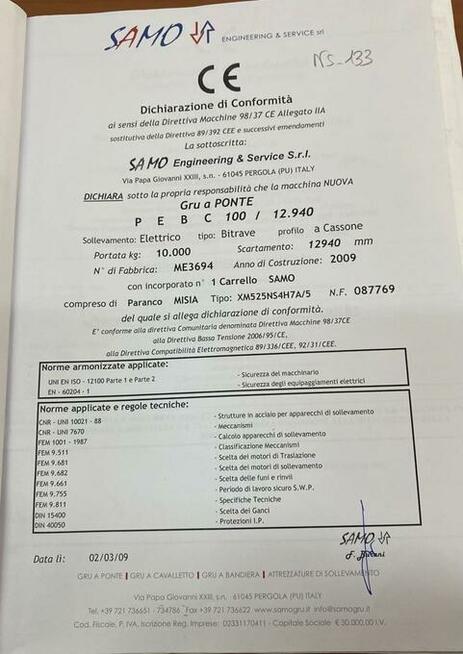 SAMO ENGINEERING & SERVICE srl
NS-133
CE
Dichiarazione di Conformità
ai sensi della Direttiva Macchine 98/37 CE Allegato IIA
sostitutiva della Direttiva 89/392 CEE e successivi emendamenti
La sottoscritta:
SAMO Engineering & Service S.r.l.
Via Papa Giovanni XXIII, s.n. - 61045 PERGOLA (PU) ITALY
DICHIARA sotto la propria responsabilità che la macchina NUOVA
Gru a PONTE
P E B C 100 / 12.940
Sollevamento: Elettrico tipo: Bitrave profilo a Cassone
Portata kg: 10.000 Scartamento: 12940 mm
N° di Fabbrica: ME3694 Anno di Costruzione: 2009
con incorporato n° 1 Carrello SAMO
compreso di Paranco MISIA Tipo: XM525NS4H7A/5 N.F. 087769
del quale si allega dichiarazione di conformità.
E' conforme alla direttiva Comunitaria denominata Direttiva Macchine 98/37CE
alla Direttiva Bassa Tensione 2006/95/CE,
alla Direttiva Compatibilità Elettromagnetica 89/336/CEE, 92/31/CEE.
Norme armonizzate applicate:
UNI EN ISO - 12100 Parte 1 e Parte 2 - Sicurezza del macchinario
EN - 60204 - 1 - Sicurezza degli equipaggiamenti elettrici
Norme applicate e regole tecniche:
CNR - UNI 10021 - 88 - Strutture in acciaio per apparecchi di sollevamento
CNR - UNI 7670 - Meccanismi
FEM 1001 - 1987 - Calcolo apparecchi di sollevamento
FEM 9.511 - Classificazione Meccanismi
FEM 9.681 - Scelta dei motori di Traslazione
FEM 9.682 - Scelta dei motori di sollevamento
FEM 9.661 - Scelta delle funi e rinvii
FEM 9.755 - Periodo di lavoro sicuro S.W.P.
FEM 9.811 - Specifiche Tecniche
DIN 15400 - Scelta dei Ganci
DIN 40050 - Protezioni I.P.
SAMO
Data lì: 02/03/09
GRU A PONTE | GRU A CAVALLETTO | GRU A BANDIERA | ATTREZZATURE DI SOLLEVAMENTO
Via Papa Giovanni XXIII, s.n. 61045 PERGOLA (PU) ITALY
Tel. +39 721 736651 - 734786 Fax +39 721 736622 www.samogru.it info@samogru.it
Cod. Fiscale, P. IVA, Iscrizione Reg. Imprese: 02331170411 - Capitale Sociale € 30.000,00 I.V.